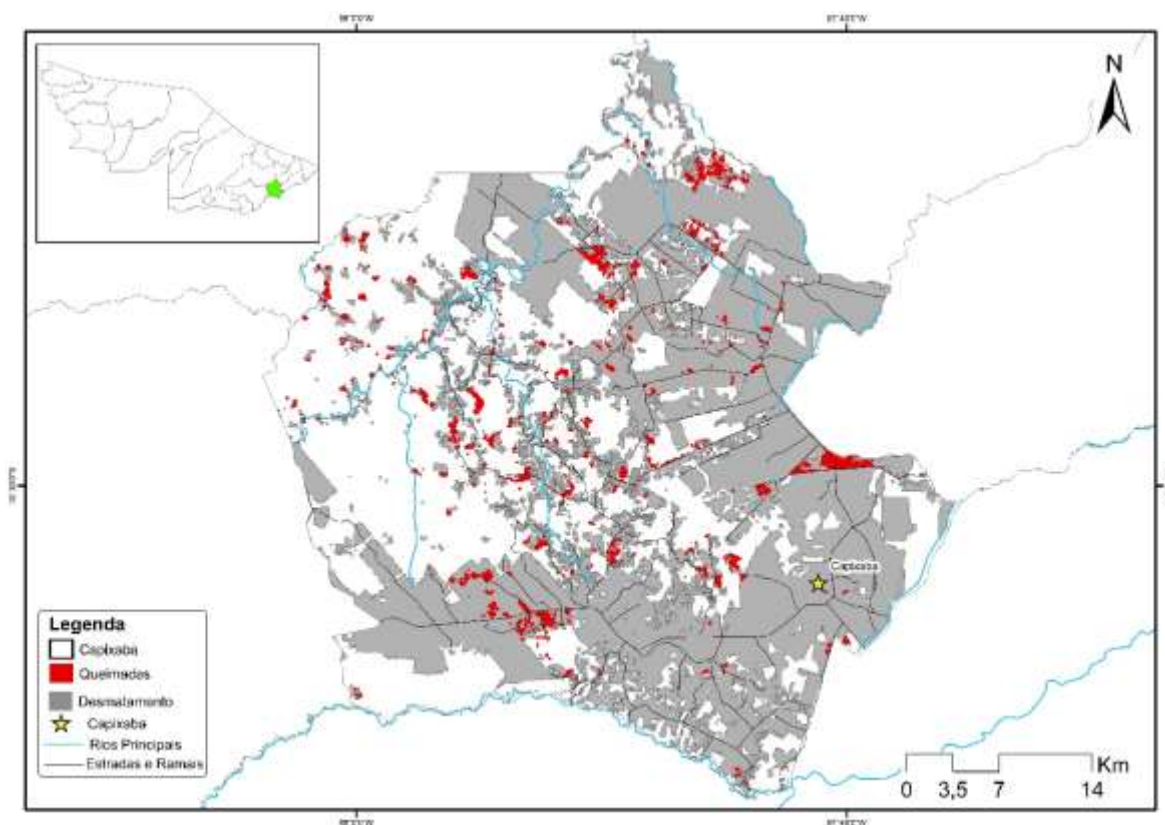 N
Capixaba
Legenda
Capixaba
Queimadas
Desmatamento
Capixaba
Rios Principais
Estradas e Ramais
Km
0 3,5 7 14